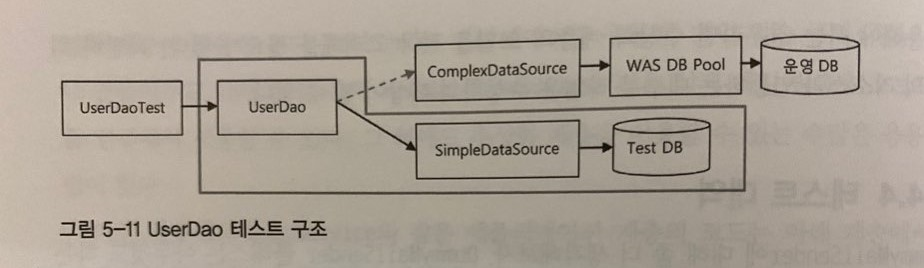 ComplexDataSource
WAS DB Pool
운영 DB
UserDaoTest
UserDao
SimpleDataSource
Test DB
그림 5-11 UserDao 테스트 구조